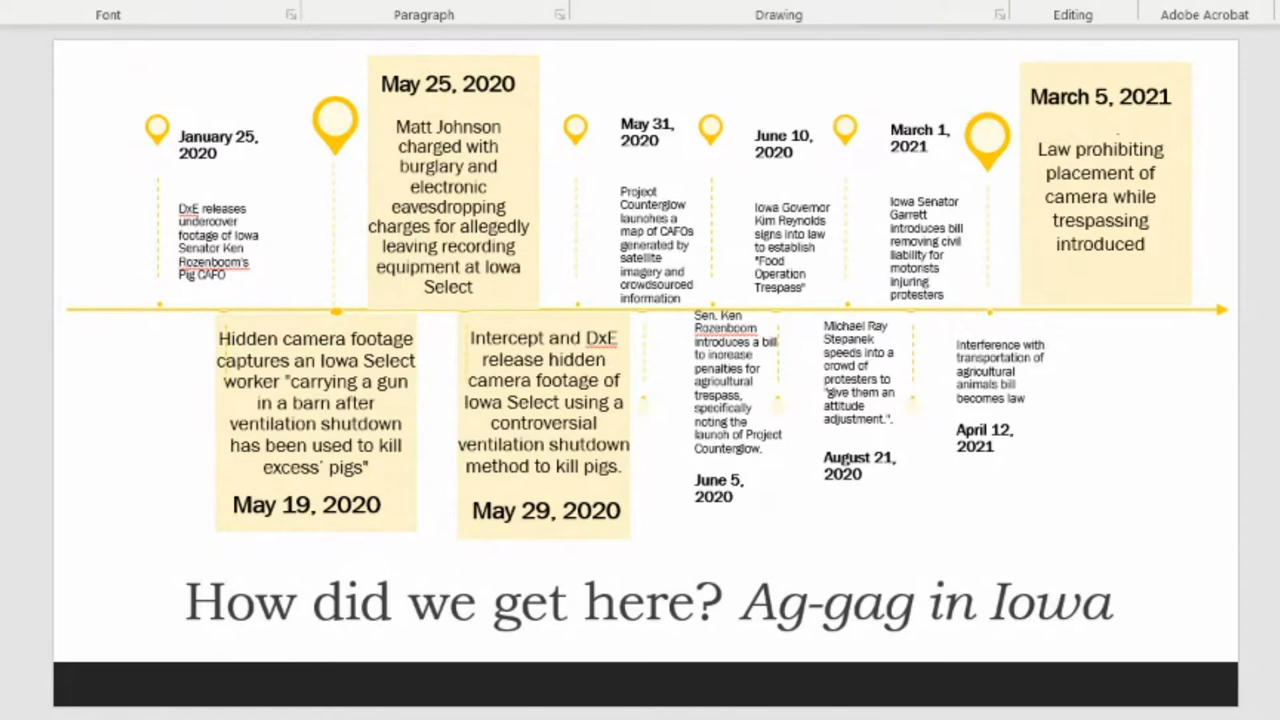 Font
Paragraph
Drawing
Editing
Adobe Acrobat
January 25,
2020
DxE releases
undercover
footage of Iowa
Senator Ken
Rozenboom's
Pig CAFO
May 25, 2020
Matt Johnson
charged with
burglary and
electronic
eavesdropping
charges for allegedly
leaving recording
equipment at Iowa
Select
May 31,
2020
Project
Counterglow
launches a
map of CAFOs
generated by
satellite
imagery and
crowdsourced
information
June 10,
2020
Iowa Governor
Kim Reynolds
signs into law
to establish
"Food
Operation
Trespass"
March 1,
2021
Iowa Senator
Garrett
introduces bill
removing civil
liability for
motorists
injuring
protesters
March 5, 2021
Law prohibiting
placement of
camera while
trespassing
introduced
Hidden camera footage
captures an Iowa Select
worker "carrying a gun
in a barn after
ventilation shutdown
has been used to kill
excess' pigs"
May 19, 2020
Intercept and DxE
release hidden
camera footage of
Iowa Select using a
controversial
ventilation shutdown
method to kill pigs.
May 29, 2020
Sen. Ken
Rozenboom
introduces a bill
to increase
penalties for
agricultural
trespass,
specifically
noting the
launch of Project
Counterglow.
June 5,
2020
Michael Ray
Stepanek
speeds into a
crowd of
protesters to
"give them an
attitude
adjustment.".
August 21,
2020
Interference with
transportation of
agricultural
animals bill
becomes law
April 12,
2021
How did we get here? Ag-gag in Iowa